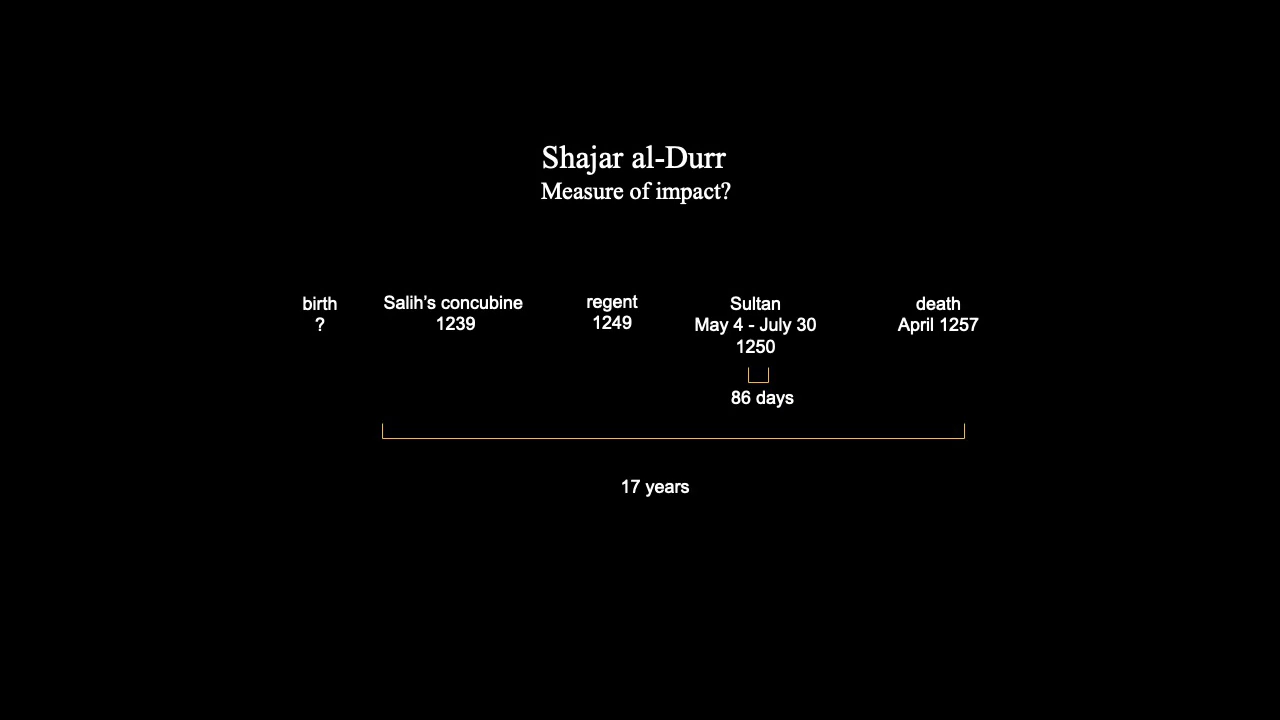 Shajar al-Durr
Measure of impact?
birth
?
Salih's concubine
1239
regent
1249
Sultan
May 4 - July 30
1250
death
April 1257
86 days
17 years